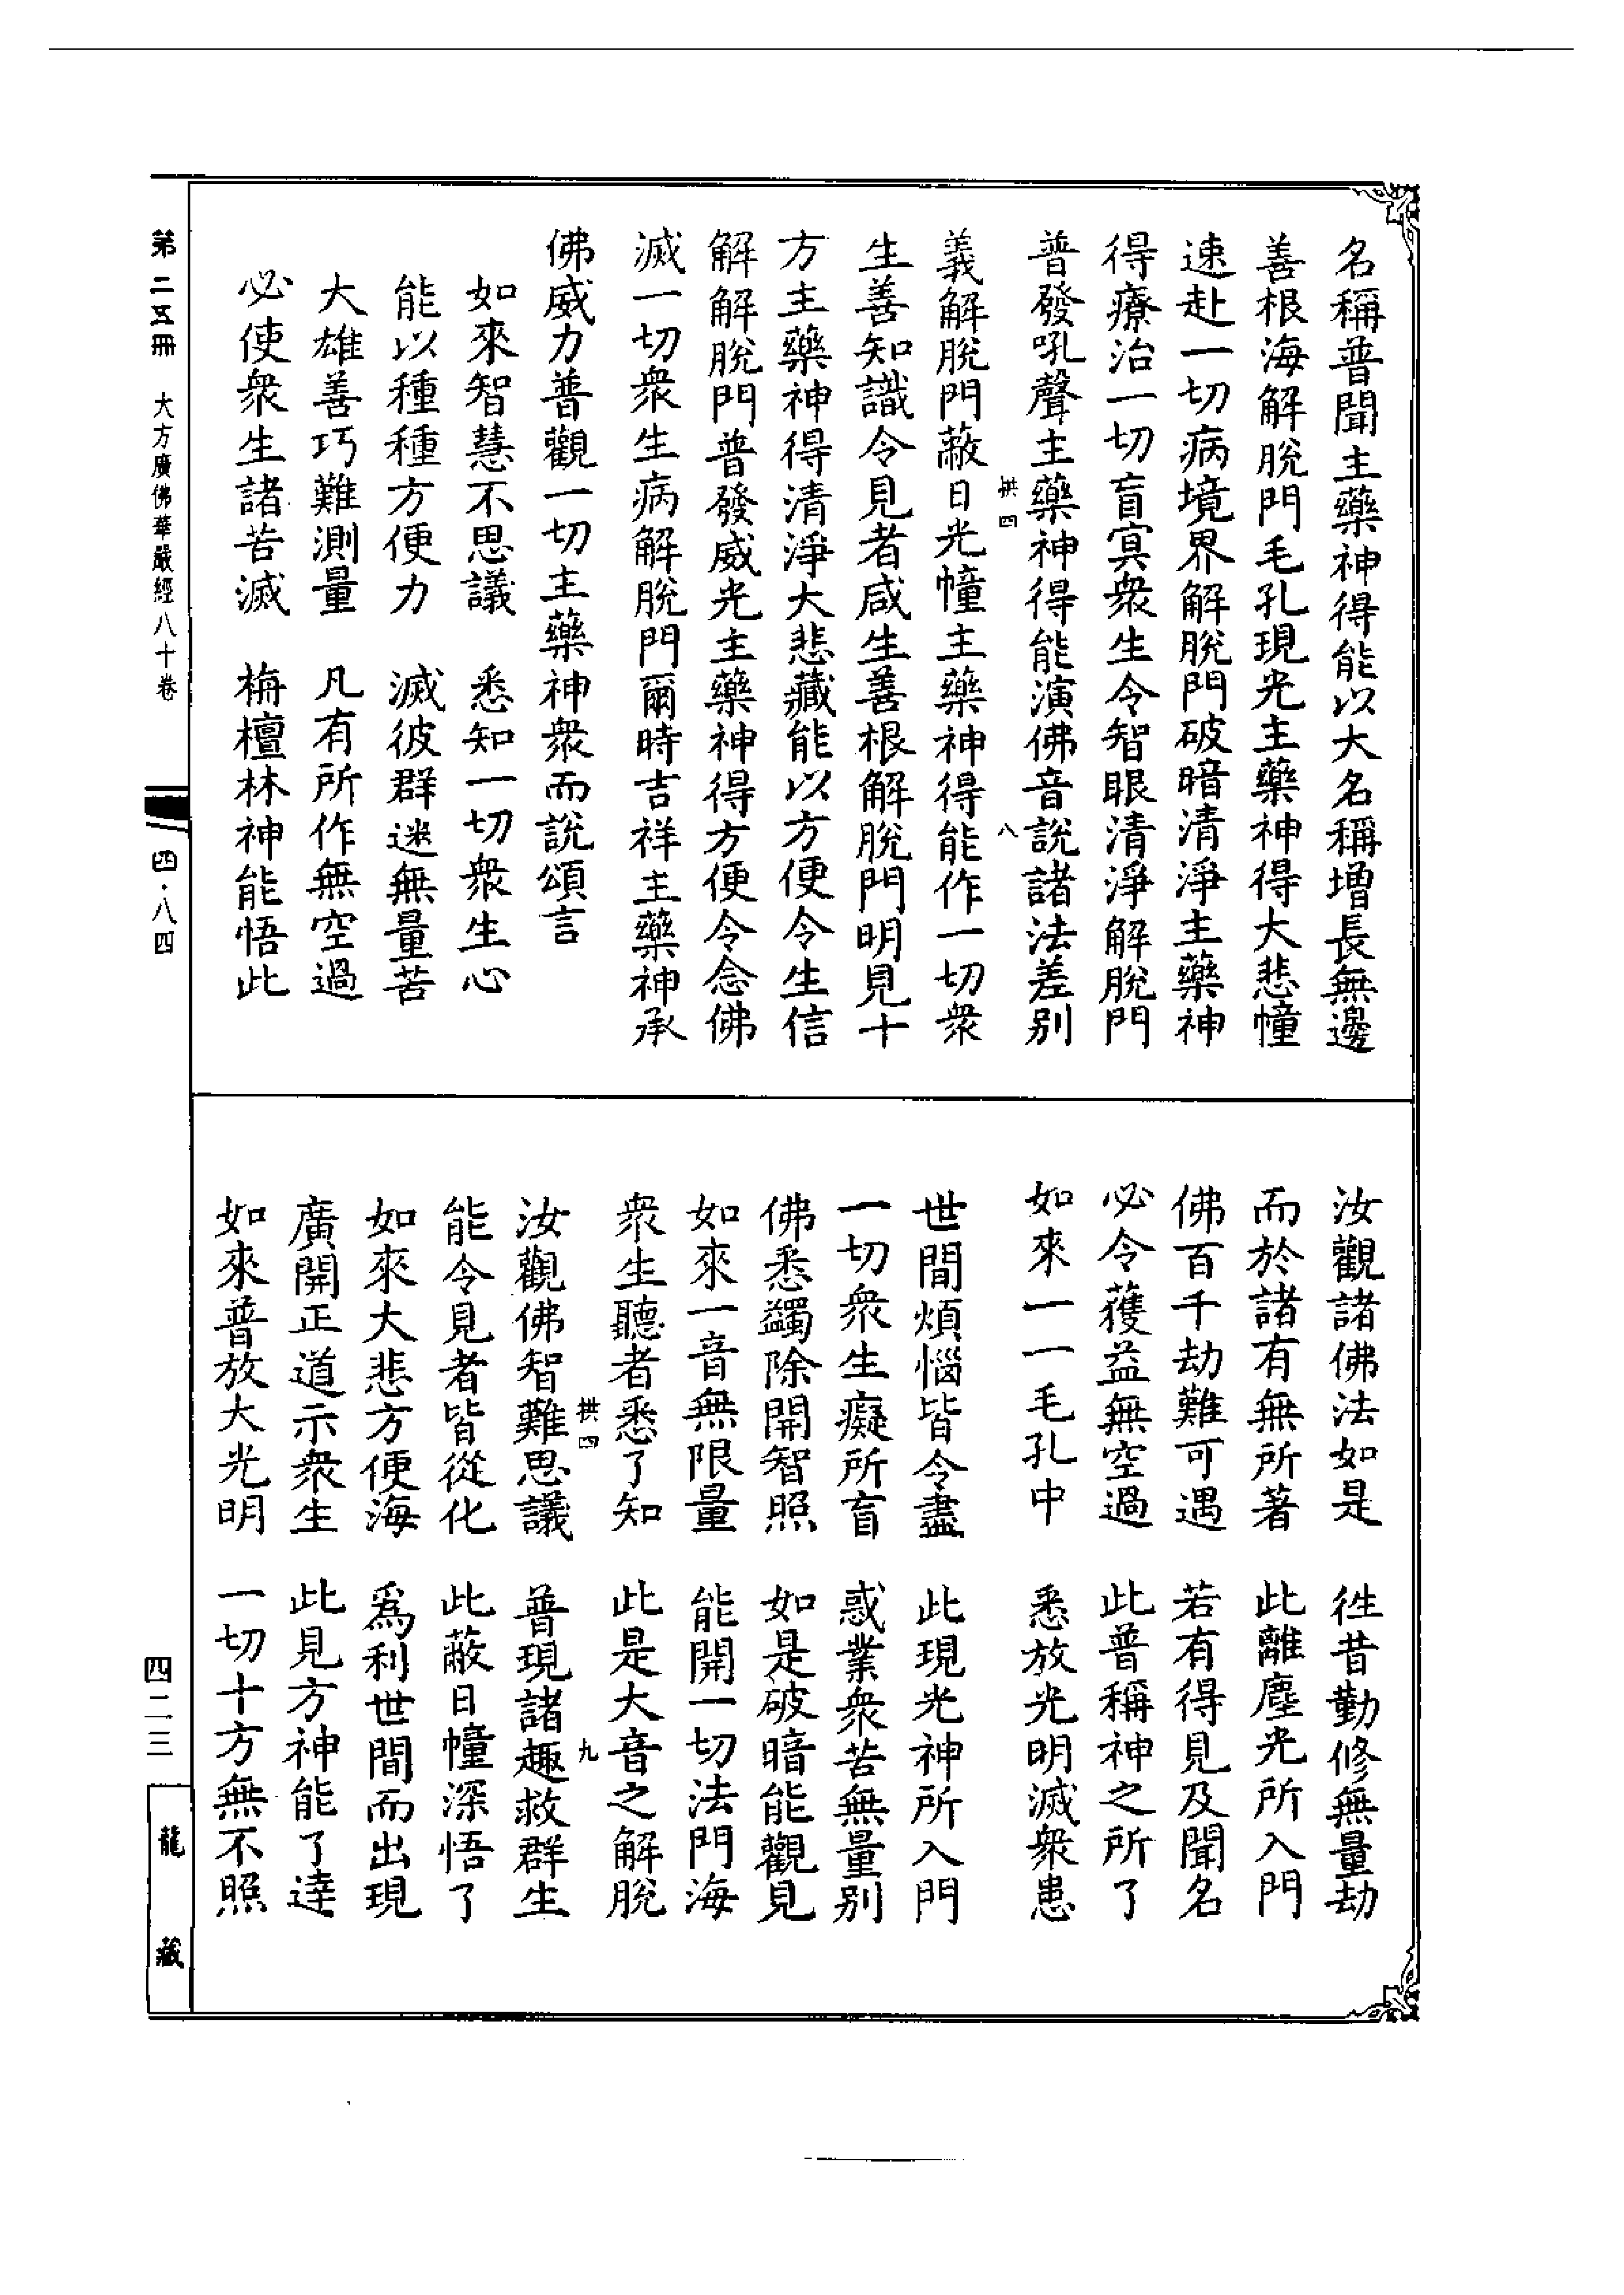 名稱普聞主藥神得能以大名稱增長無邊
善根海解脫門毛孔現光主藥神得大悲幢
速赴一切病境界解脫門破暗清淨主藥神
得療治一切盲冥衆生令智眼清淨解脫門
普發吼聲主藥神得能演佛音說諸法差别
拱四 八
義解脫門蔽日光幢主藥神得能作一切衆
生善知識令見者咸生善根解脫門明見十
方主藥神得清淨大悲藏能以方便令生信
解解脫門普發威光主藥神得方便令念佛
滅一切衆生病解脫門爾時吉祥主藥神承
佛威力普觀一切主藥神衆而說頌言
如來智慧不思議 悉知一切衆生心
能以種種方便力 滅彼群迷無量苦
大雄善巧難測量 凡有所作無空過
必使衆生諸苦滅 栴檀林神能悟此
汝觀諸佛法如是 徃昔勤修無量劫
而於諸有無所著 此離塵光所入門
佛百千劫難可遇 若有得見及聞名
必令獲益無空過 此普稱神之所了
如來一一毛孔中 悉放光明滅衆患
世間煩惱皆令盡 此現光神所入門
一切衆生癡所盲 惑業衆苦無量别
佛悉蠲除開智照 如是破暗能觀見
如來一音無限量 能開一切法門海
衆生聽者悉了知 此是大音之解脫
拱四 九
汝觀佛智難思議 普現諸趣救群生
能令見者皆從化 此蔽日幢深悟了
如來大悲方便海 爲利世間而出現
廣開正道示衆生 此見方神能了達
如來普放大光明 一切十方無不照
第二五冊 大方廣佛華嚴經八十卷 四·八四
四二三
龍藏